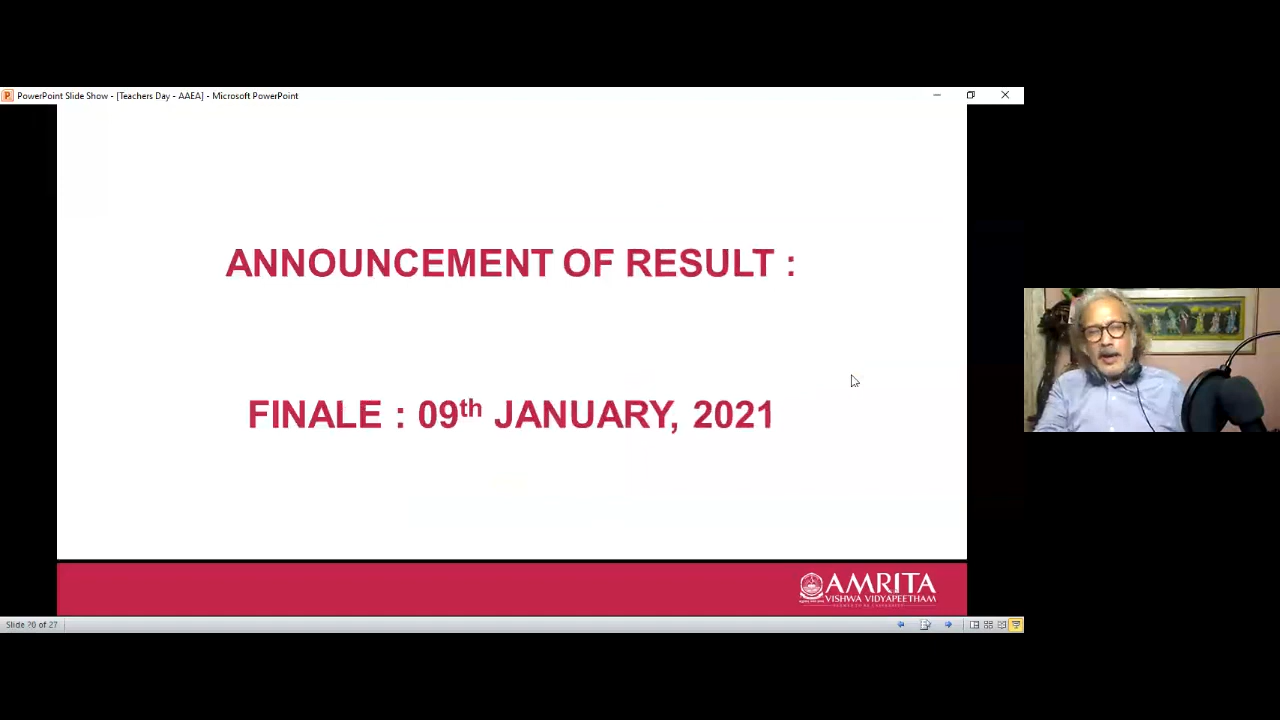 PowerPoint Slide Show - [Teachers Day - AAEA] - Microsoft PowerPoint
ANNOUNCEMENT OF RESULT :
FINALE : 09th JANUARY, 2021
AMRITA
VISHWA VIDYAPEETHAM
Slide 20 of 27